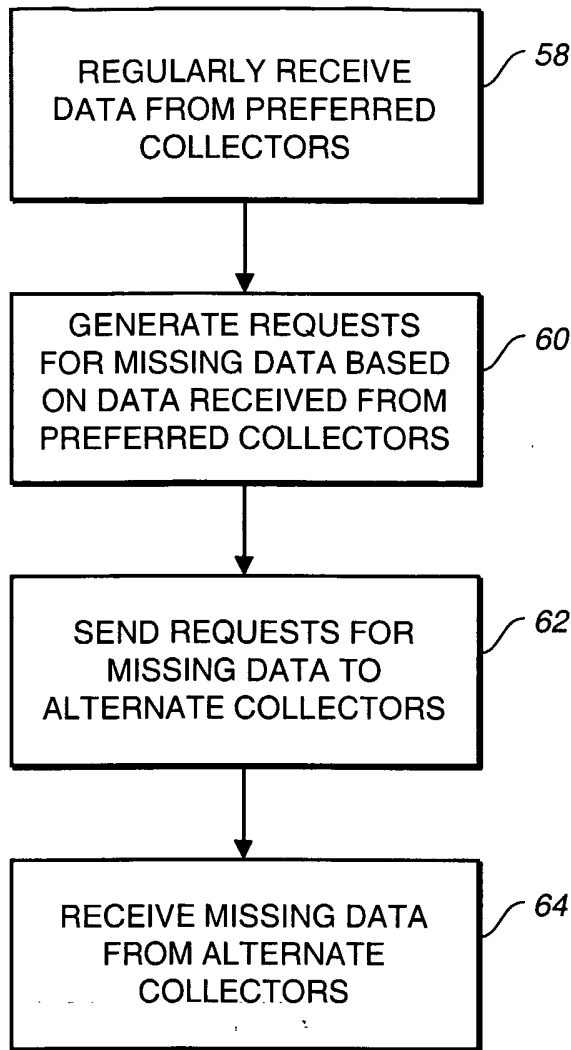 REGULARLY RECEIVE
DATA FROM PREFERRED
COLLECTORS
58
GENERATE REQUESTS
FOR MISSING DATA BASED
ON DATA RECEIVED FROM
PREFERRED COLLECTORS
60
SEND REQUESTS FOR
MISSING DATA TO
ALTERNATE COLLECTORS
62
RECEIVE MISSING DATA
FROM ALTERNATE
COLLECTORS
64